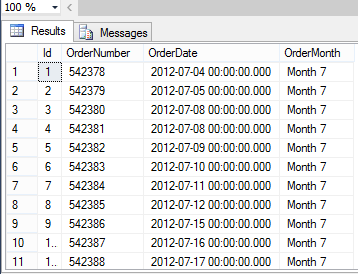 100 %
Results Messages
Id OrderNumber OrderDate OrderMonth
1 1 542378 2012-07-04 00:00:00.000 Month 7
2 2 542379 2012-07-05 00:00:00.000 Month 7
3 3 542380 2012-07-08 00:00:00.000 Month 7
4 4 542381 2012-07-08 00:00:00.000 Month 7
5 5 542382 2012-07-09 00:00:00.000 Month 7
6 6 542383 2012-07-10 00:00:00.000 Month 7
7 7 542384 2012-07-11 00:00:00.000 Month 7
8 8 542385 2012-07-12 00:00:00.000 Month 7
9 9 542386 2012-07-15 00:00:00.000 Month 7
10 1.. 542387 2012-07-16 00:00:00.000 Month 7
11 1.. 542388 2012-07-17 00:00:00.000 Month 7